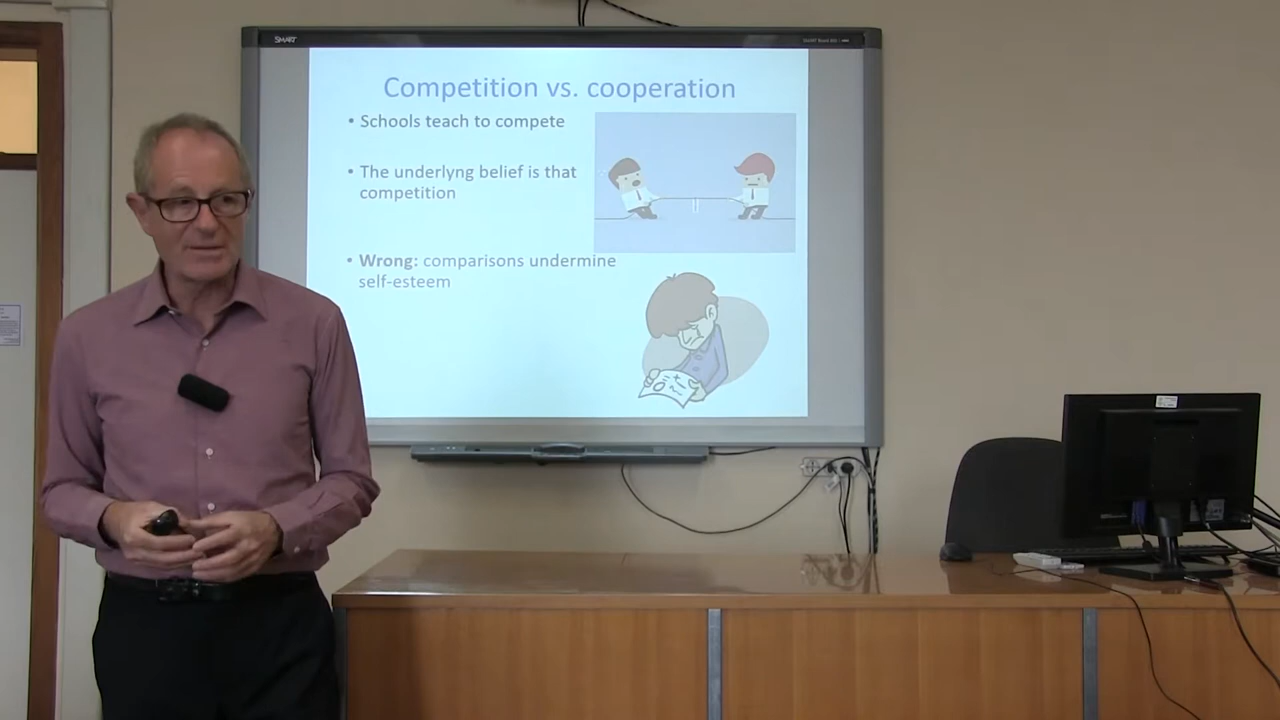 SMART
Competition vs. cooperation
• Schools teach to compete
• The underlyng belief is that
competition
• Wrong: comparisons undermine
self-esteem